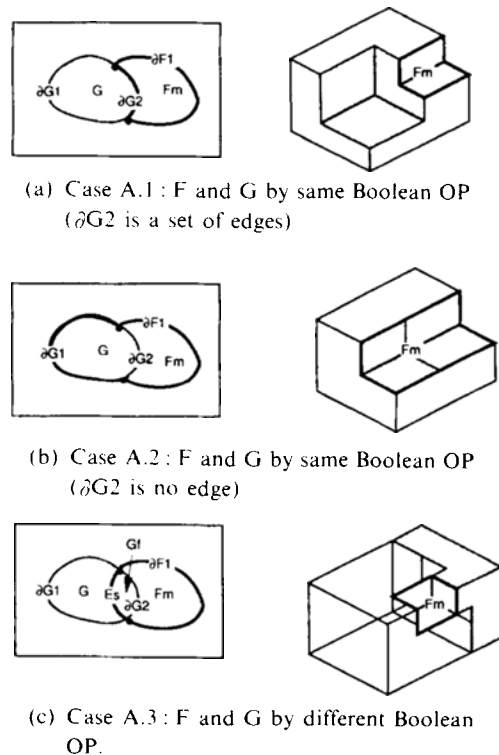 ∂F1
∂G1 G ∂G2 Fm
Fm
(a) Case A.1 : F and G by same Boolean OP
(∂G2 is a set of edges)
∂F1
∂G1 G ∂G2 Fm
Fm
(b) Case A.2 : F and G by same Boolean OP
(∂G2 is no edge)
Gf
∂F1
∂G1 G Es ∂G2 Fm
Fm
(c) Case A.3 : F and G by different Boolean
OP.